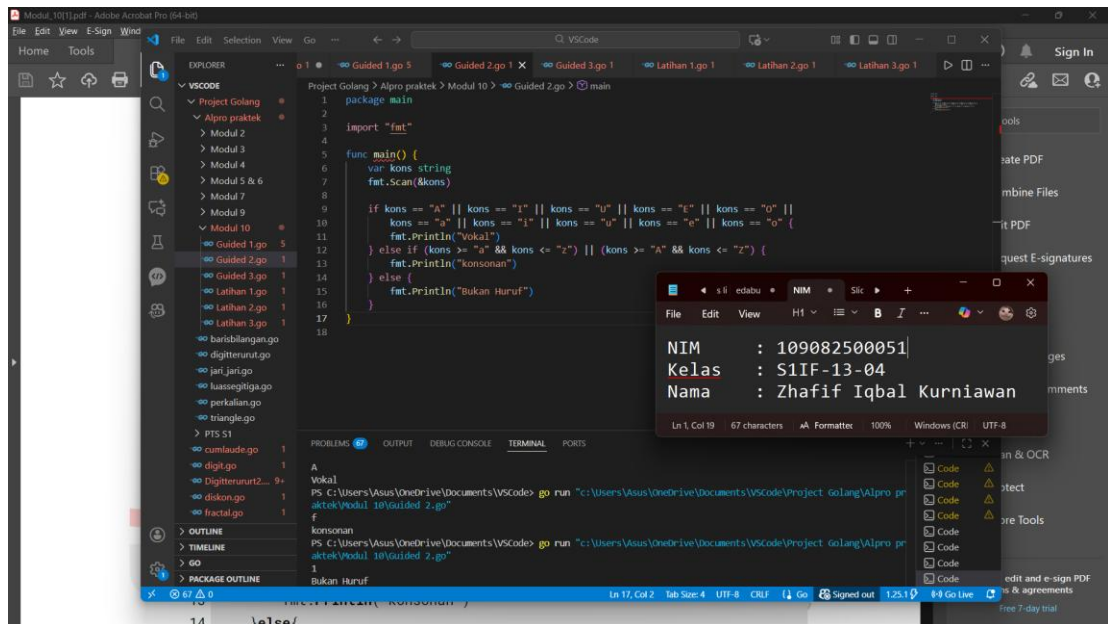 Modul_10[1].pdf - Adobe Acrobat Pro (64-bit)
File Edit View E-Sign Wind
Home Tools
Sign In
File Edit Selection View Go ··· VSCode
EXPLORER ···
o 1 Guided 1.go 5 Guided 2.go 1 Guided 3.go 1 Latihan 1.go 1 Latihan 2.go 1 Latihan 3.go 1
VSCODE
Project Golang
Alpro praktek
Modul 2
Modul 3
Modul 4
Modul 5 & 6
Modul 7
Modul 9
Modul 10
Guided 1.go 5
Guided 2.go 1
Guided 3.go 1
Latihan 1.go 1
Latihan 2.go 1
Latihan 3.go 1
barisbilangan.go
digitterurut.go
jari_jari.go
luassegitiga.go
perkalian.go
triangle.go
PTS S1
cumlaude.go 1
digit.go 1
Digitterururt2.... 9+
diskon.go 1
fractal.go 1
OUTLINE
TIMELINE
GO
PACKAGE OUTLINE
Project Golang > Alpro praktek > Modul 10 > Guided 2.go > main
1 package main
2
3 import "fmt"
4
5 func main() {
6 var kons string
7 fmt.Scan(&kons)
8
9 if kons == "A" || kons == "I" || kons == "U" || kons == "E" || kons == "O" ||
10 kons == "a" || kons == "i" || kons == "u" || kons == "e" || kons == "o" {
11 fmt.Println("Vokal")
12 } else if (kons >= "a" && kons <= "z") || (kons >= "A" && kons <= "Z") {
13 fmt.Println("konsonan")
14 } else {
15 fmt.Println("Bukan Huruf")
16 }
17 }
18
PROBLEMS 67 OUTPUT DEBUG CONSOLE TERMINAL PORTS
A
Vokal
PS C:\Users\Asus\OneDrive\Documents\VSCode> go run "c:\Users\Asus\OneDrive\Documents\VSCode\Project Golang\Alpro pr
aktek\Modul 10\Guided 2.go"
f
konsonan
PS C:\Users\Asus\OneDrive\Documents\VSCode> go run "c:\Users\Asus\OneDrive\Documents\VSCode\Project Golang\Alpro pr
aktek\Modul 10\Guided 2.go"
1
Bukan Huruf
Code
Code
Code
Code
Code
Code
Code
Code
67 0 Ln 17, Col 2 Tab Size: 4 UTF-8 CRLF Go Signed out 1.25.1 Go Live
s li edabu NIM Slic
File Edit View H1 B I ···
NIM : 109082500051
Kelas : S1IF-13-04
Nama : Zhafif Iqbal Kurniawan
Ln 1, Col 19 67 characters Formattec 100% Windows (CRI UTF-8
ools
eate PDF
mbine Files
it PDF
quest E-signatures
ges
mments
an & OCR
otect
ore Tools
edit and e-sign PDF
ns & agreements
Free 7-day trial
14 }else{